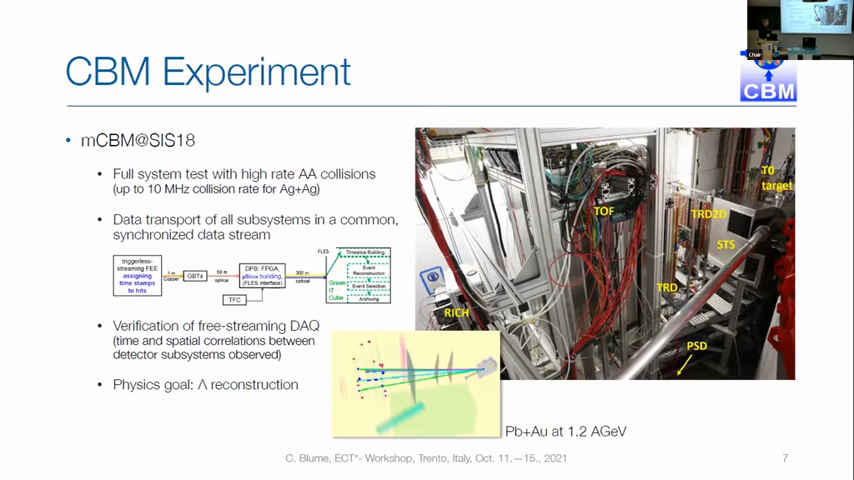 Chair
CBM Experiment
CBM
• mCBM@SIS18
• Full system test with high rate AA collisions
(up to 10 MHz collision rate for Ag+Ag)
• Data transport of all subsystems in a common,
synchronized data stream
triggerless-
streaming FEE
assigning
time stamps
to hits
1 m
Copper
GBTx
50 m
optical
DPB: FPGA,
µSlice building,
(FLES interface)
TFC
300 m
optical
FLES
Green
IT
Cube
Timeslice Building
Event
Reconstruction
Event Selection
Archiving
• Verification of free-streaming DAQ
(time and spatial correlations between
detector subsystems observed)
• Physics goal: Λ reconstruction
T0
target
TOF
TRD2D
STS
TRD
RICH
PSD
Pb+Au at 1.2 AGeV
C. Blume, ECT*- Workshop, Trento, Italy, Oct. 11.—15., 2021
7